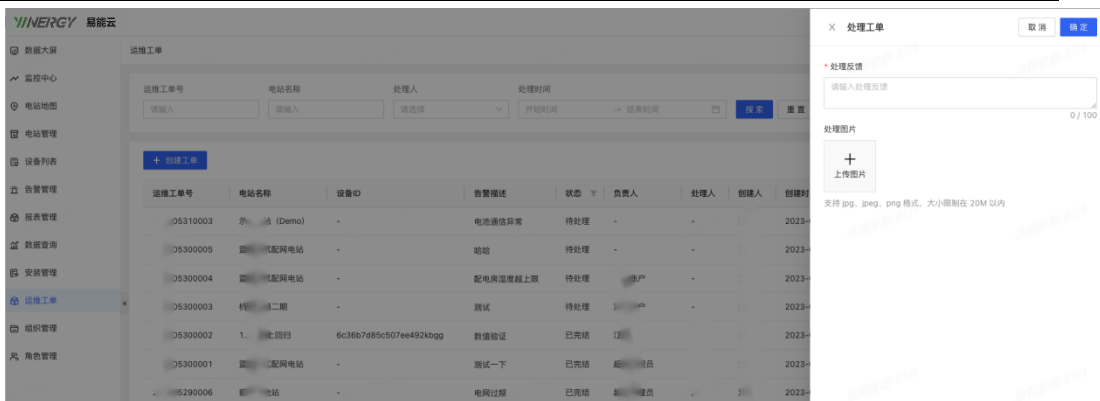 YINERGY 易能云
数据大屏
监控中心
电站地图
电站管理
设备列表
告警管理
报表管理
数据查询
安装管理
运维工单
组织管理
角色管理
运维工单
运维工单号 电站名称 处理人 处理时间
请输入 请输入 请选择 开始时间 → 结束时间 搜索 重置
+ 创建工单
运维工单号 电站名称 设备ID 告警描述 状态 负责人 处理人 创建人 创建时
05310003 (Demo) - 电池通信异常 待处理 - - 2023-
05300005 配网电站 - 哈哈 待处理 - - 2023-
05300004 配网电站 - 配电房湿度越上限 待处理 - 2023-
05300003 二期 - 测试 待处理 - 2023-
05300002 1. 回归 6c36b7d85c507ee492kbgg 数值验证 已完结 2023-
05300001 配网电站 - 测试一下 已完结 员 2023-
5290006 电站 - 电网过频 已完结 员 2023-
× 处理工单 取消 确定
* 处理反馈
请输入处理反馈
0 / 100
处理图片
+
上传图片
支持 jpg、jpeg、png 格式，大小限制在 20M 以内